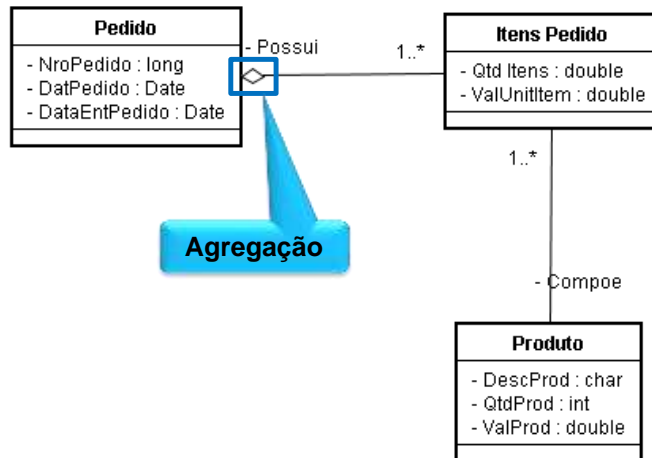 Pedido
- NroPedido : long
- DatPedido : Date
- DataEntPedido : Date
- Possui
1..*
Itens Pedido
- Qtd Itens : double
- ValUnitItem : double
1..*
Agregação
- Compoe
Produto
- DescProd : char
- QtdProd : int
- ValProd : double